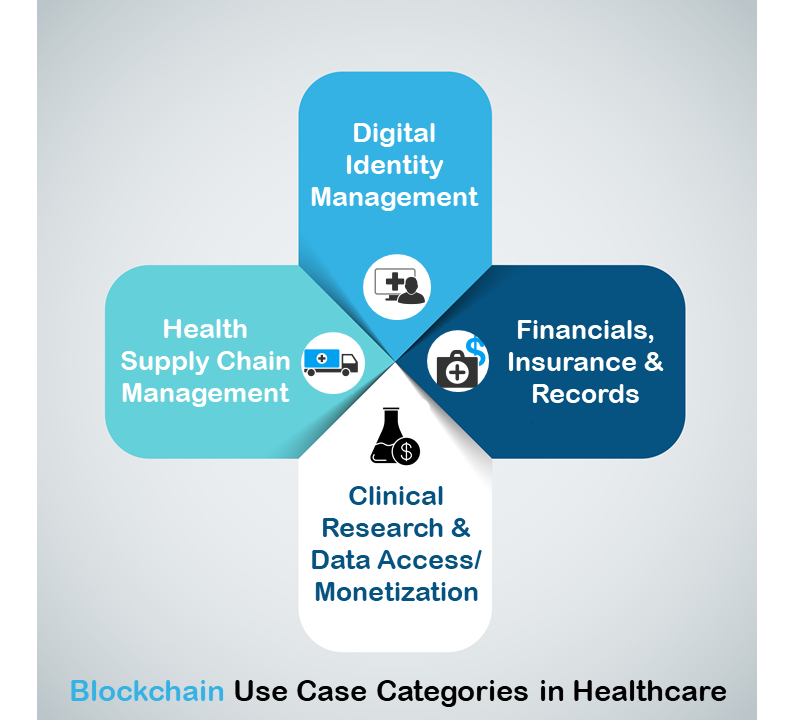 Digital
Identity
Management
Health
Supply Chain
Management
$
Financials,
Insurance &
Records
$
Clinical
Research &
Data Access/
Monetization
Blockchain Use Case Categories in Healthcare